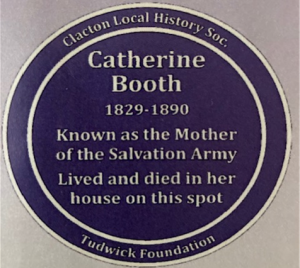 Clacton Local History Soc.
Catherine
Booth
1829-1890
Known as the Mother
of the Salvation Army
Lived and died in her
house on this spot
Tudwick Foundation